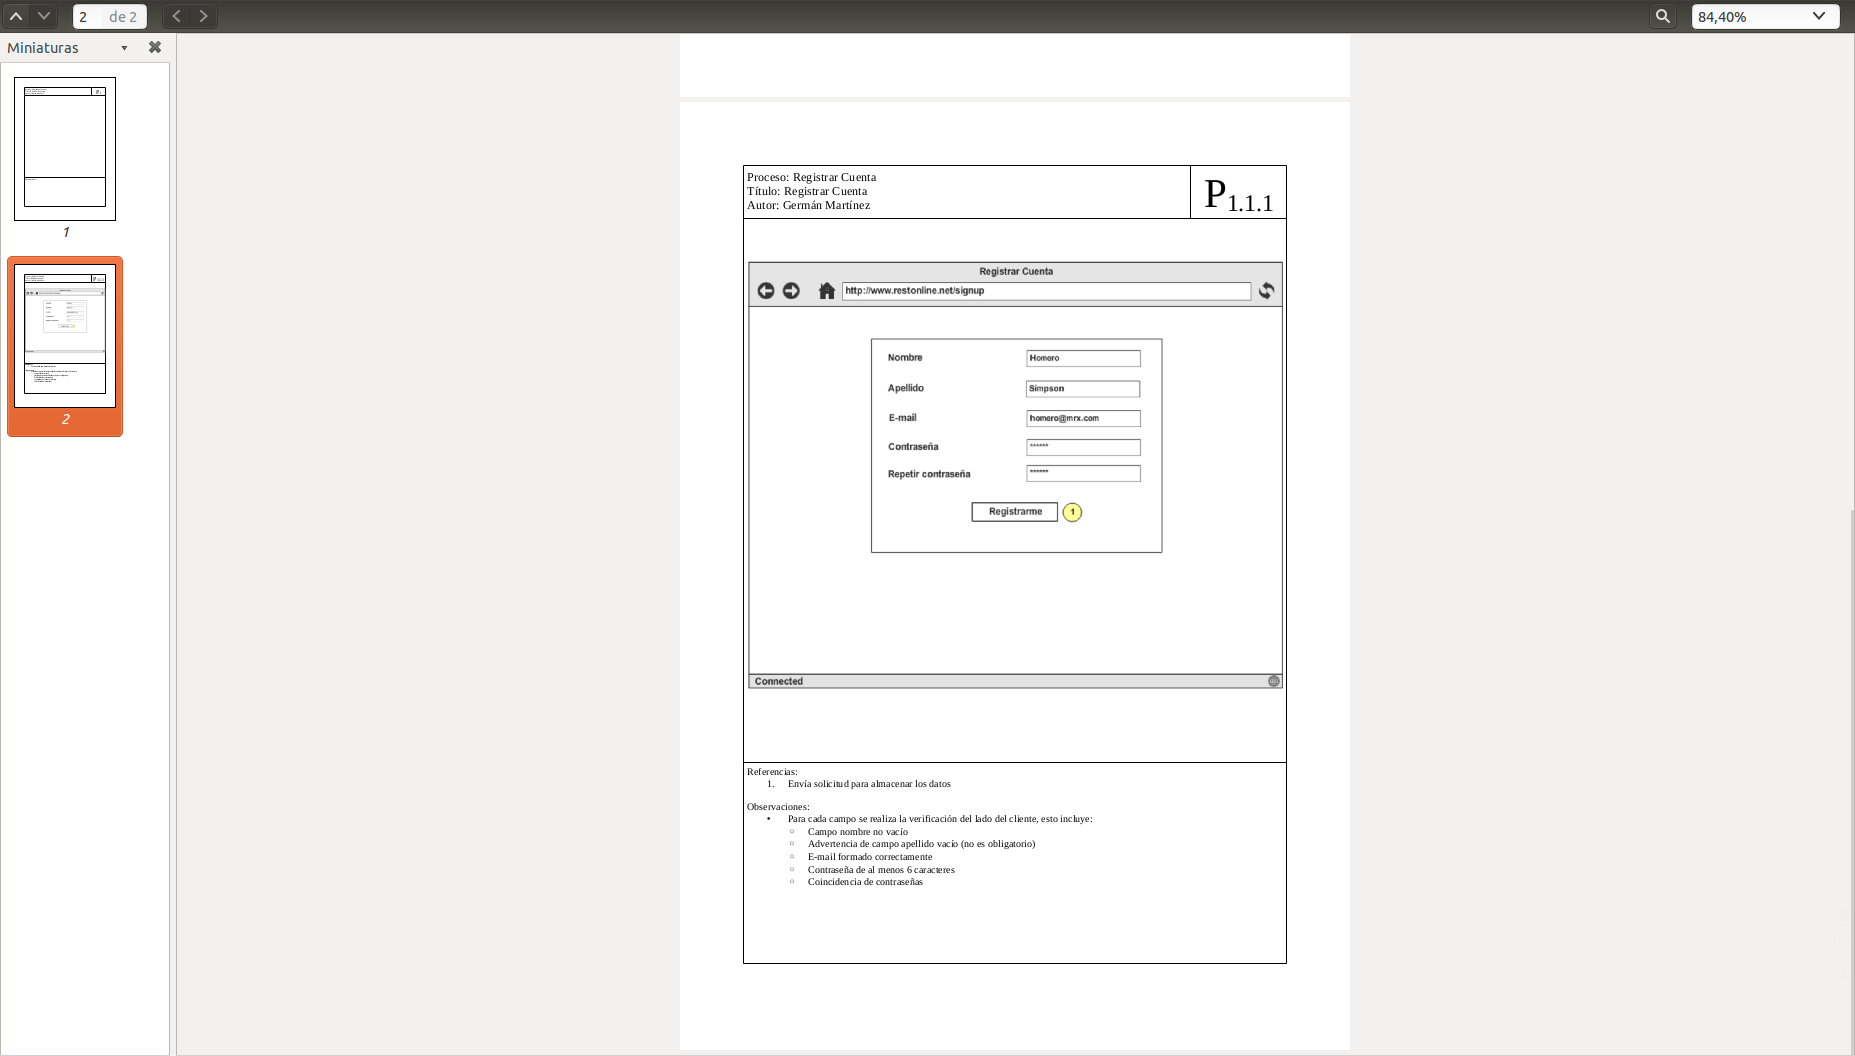 2 de 2
84,40%
Miniaturas
1
2
Proceso: Registrar Cuenta
Título: Registrar Cuenta
Autor: Germán Martínez
P1.1.1
Registrar Cuenta
http://www.restonline.net/signup
Nombre Homero
Apellido Simpson
E-mail homero@mrx.com
Contraseña ******
Repetir contraseña ******
Registrarme 1
Connected
Referencias:
1. Envía solicitud para almacenar los datos
Observaciones:
• Para cada campo se realiza la verificación del lado del cliente, esto incluye:
○ Campo nombre no vacío
○ Advertencia de campo apellido vacío (no es obligatorio)
○ E-mail formado correctamente
○ Contraseña de al menos 6 caracteres
○ Coincidencia de contraseñas